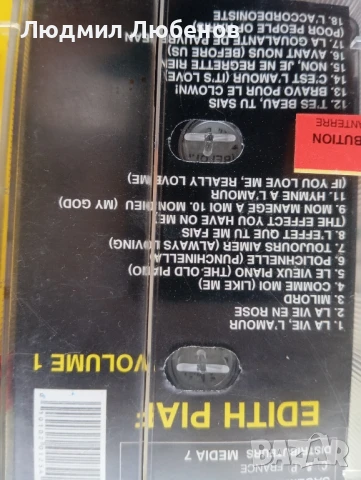 Людмил Любенов
DISTRIBUTEURS
MEDIA 7
FRANCE
EDITH PIAF
VOLUME 1
1. LA VIE, L'AMOUR
2. LA VIE EN ROSE
3. MILORD
4. COMME MOI (LIKE ME)
5. LE VIEUX PIANO (THE OLD PIANO)
6. POLICHINELLE (PUNCHINELLA)
7. TOUJOURS AIMER (ALWAYS LOVING)
8. L'EFFET QUE TU ME FAIS
(THE EFFECT YOU HAVE ON ME)
9. MON MANEGE A MOI 10. MON DIEU (MY GOD)
11. HYMNE A L'AMOUR
(IF YOU LOVE ME, REALLY LOVE ME)
12. T'ES BEAU, TU SAIS
13. BRAVO POUR LE CLOWN!
14. C'EST L'AMOUR (IT'S LOVE)
15. NON, JE NE REGRETTE RIEN
16. AVANT NOUS (BEFORE US)
17. LA GOUALANTE DE PAUVRE JEAN
(POOR PEOPLE OF PARIS)
18. L'ACCORDEONISTE
BUTION
ANTERRE
bazar